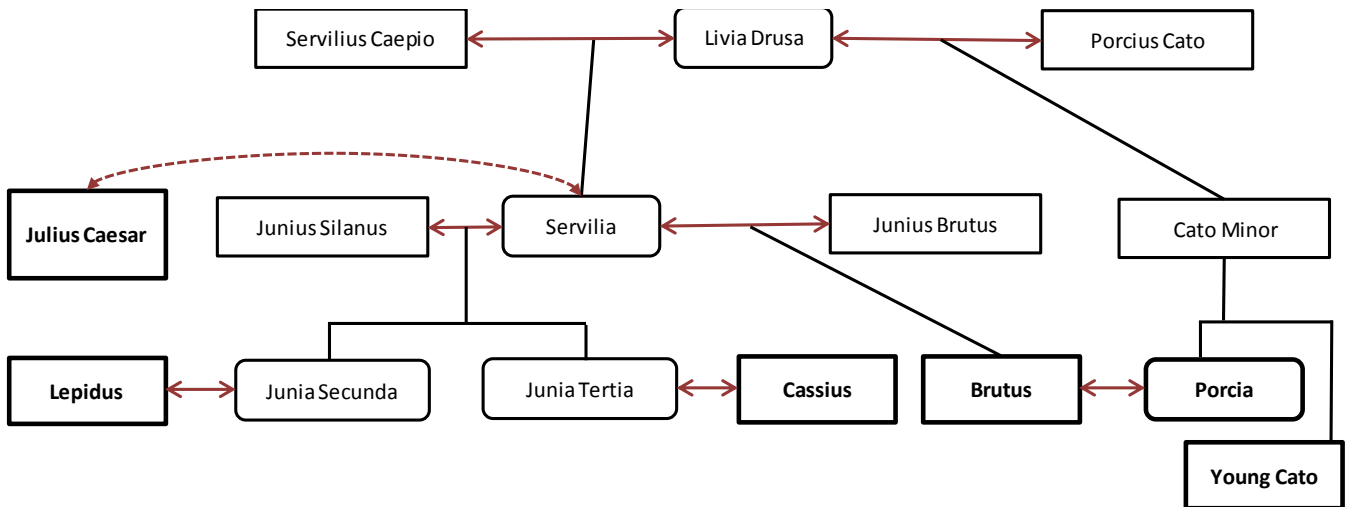 Servilius Caepio
Livia Drusa
Porcius Cato
Julius Caesar
Junius Silanus
Servilia
Junius Brutus
Cato Minor
Lepidus
Junia Secunda
Junia Tertia
Cassius
Brutus
Porcia
Young Cato